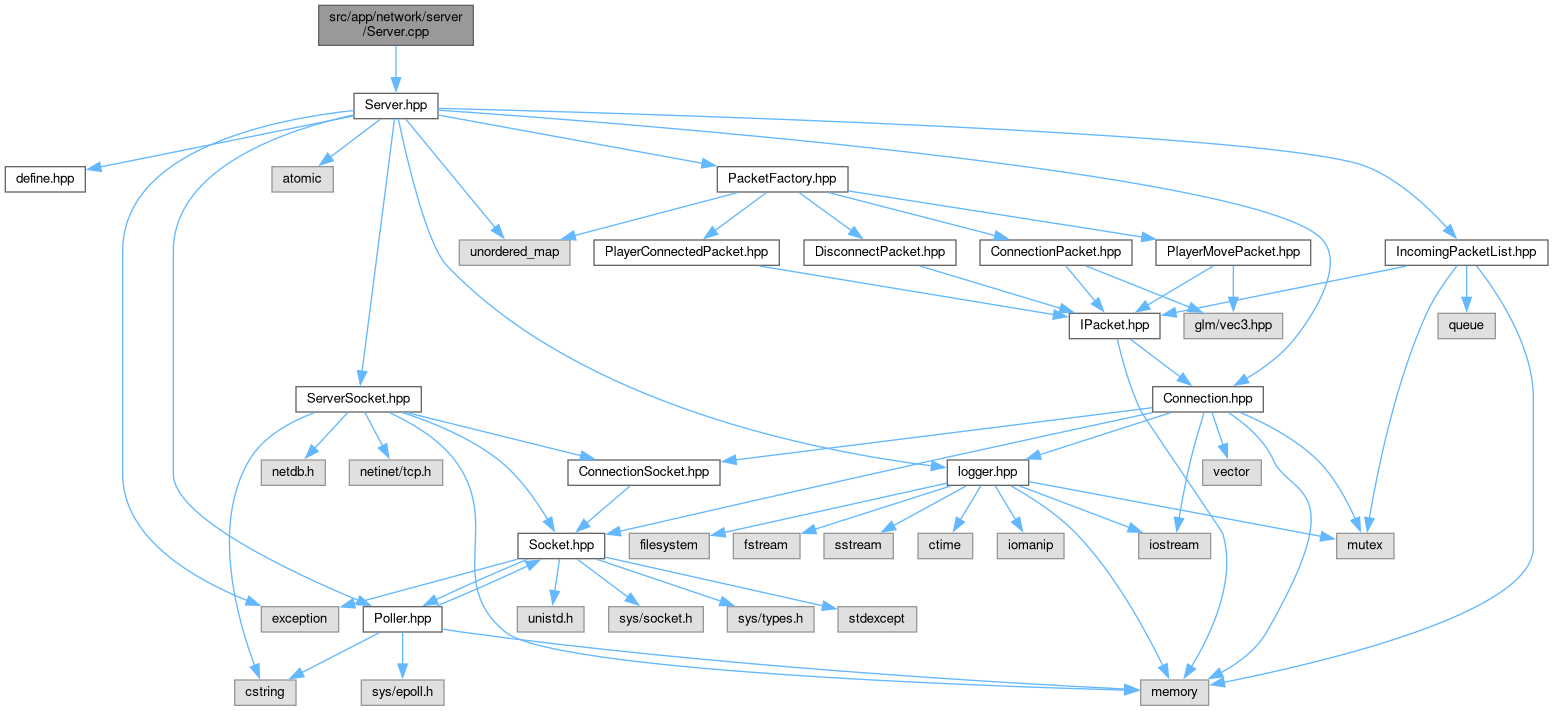 src/app/network/server
/Server.cpp
Server.hpp
define.hpp
atomic
PacketFactory.hpp
unordered_map
PlayerConnectedPacket.hpp
DisconnectPacket.hpp
ConnectionPacket.hpp
PlayerMovePacket.hpp
IncomingPacketList.hpp
IPacket.hpp
glm/vec3.hpp
queue
ServerSocket.hpp
Connection.hpp
netdb.h
netinet/tcp.h
ConnectionSocket.hpp
logger.hpp
vector
Socket.hpp
filesystem
fstream
sstream
ctime
iomanip
iostream
mutex
exception
Poller.hpp
unistd.h
sys/socket.h
sys/types.h
stdexcept
cstring
sys/epoll.h
memory